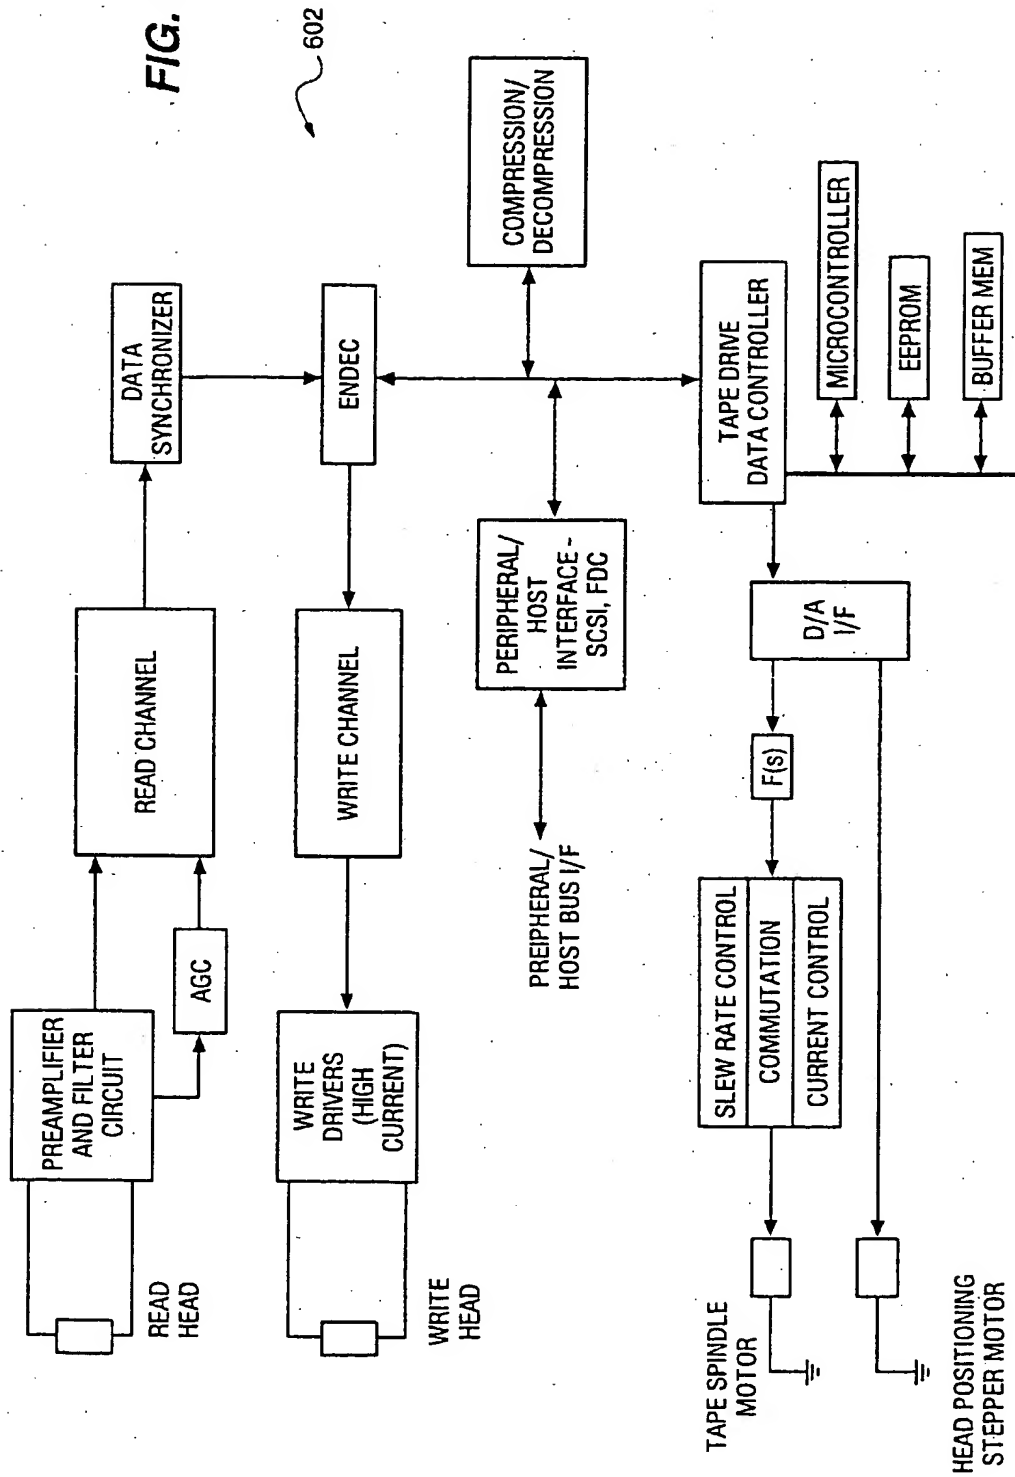 FIG.
602
READ
HEAD
PREAMPLIFIER
AND FILTER
CIRCUIT
AGC
READ CHANNEL
DATA
SYNCHRONIZER
WRITE
HEAD
WRITE
DRIVERS
(HIGH
CURRENT)
WRITE CHANNEL
ENDEC
COMPRESSION/
DECOMPRESSION
PREIPHERAL/
HOST BUS I/F
PERIPHERAL/
HOST
INTERFACE -
SCSI, FDC
TAPE SPINDLE
MOTOR
SLEW RATE CONTROL
COMMUTATION
CURRENT CONTROL
F(s)
D/A
I/F
TAPE DRIVE
DATA CONTROLLER
MICROCONTROLLER
EEPROM
BUFFER MEM
HEAD POSITIONING
STEPPER MOTOR